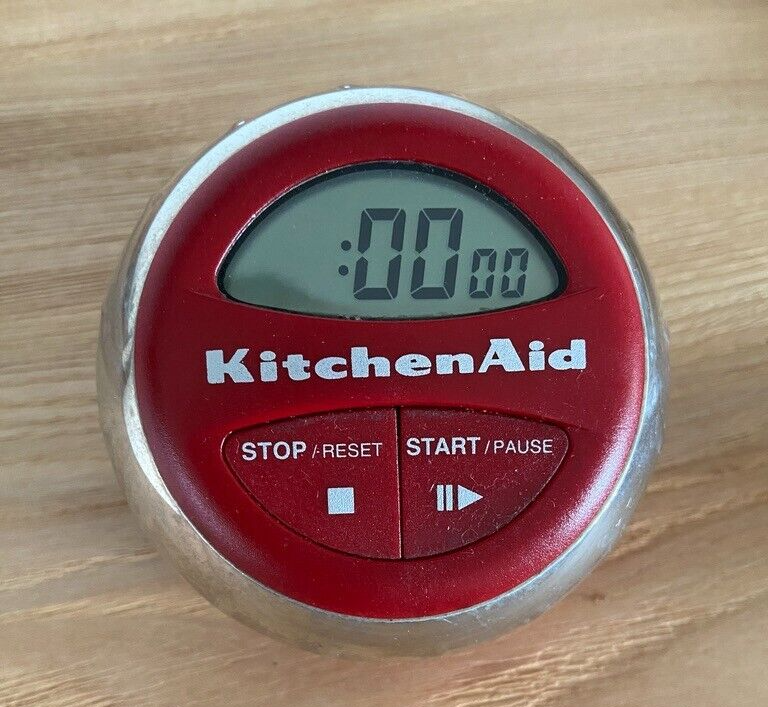 :00 00
KitchenAid
STOP / RESET START / PAUSE